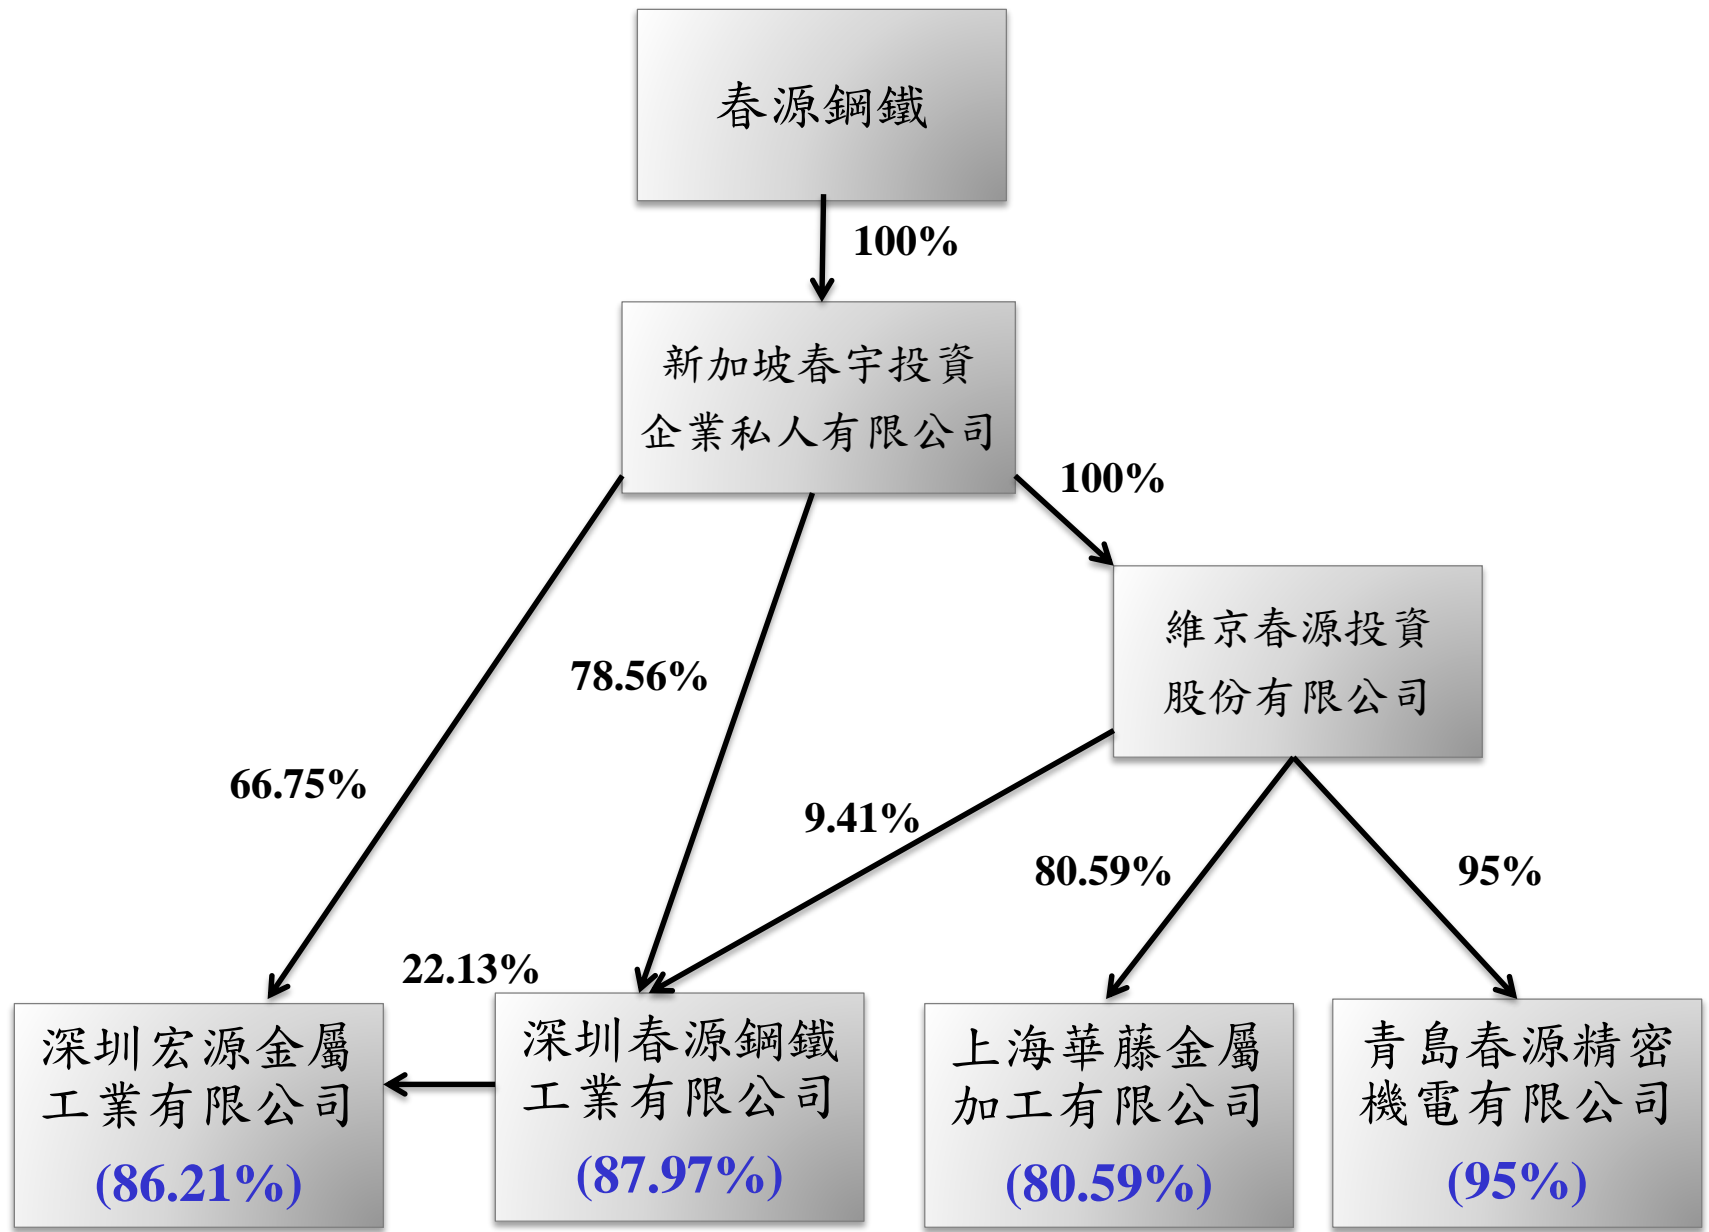 春源鋼鐵
100%
新加坡春宇投資
企業私人有限公司
100%
維京春源投資
股份有限公司
78.56%
66.75%
9.41%
80.59%
95%
22.13%
深圳宏源金屬
工業有限公司
(86.21%)
深圳春源鋼鐵
工業有限公司
(87.97%)
上海華藤金屬
加工有限公司
(80.59%)
青島春源精密
機電有限公司
(95%)